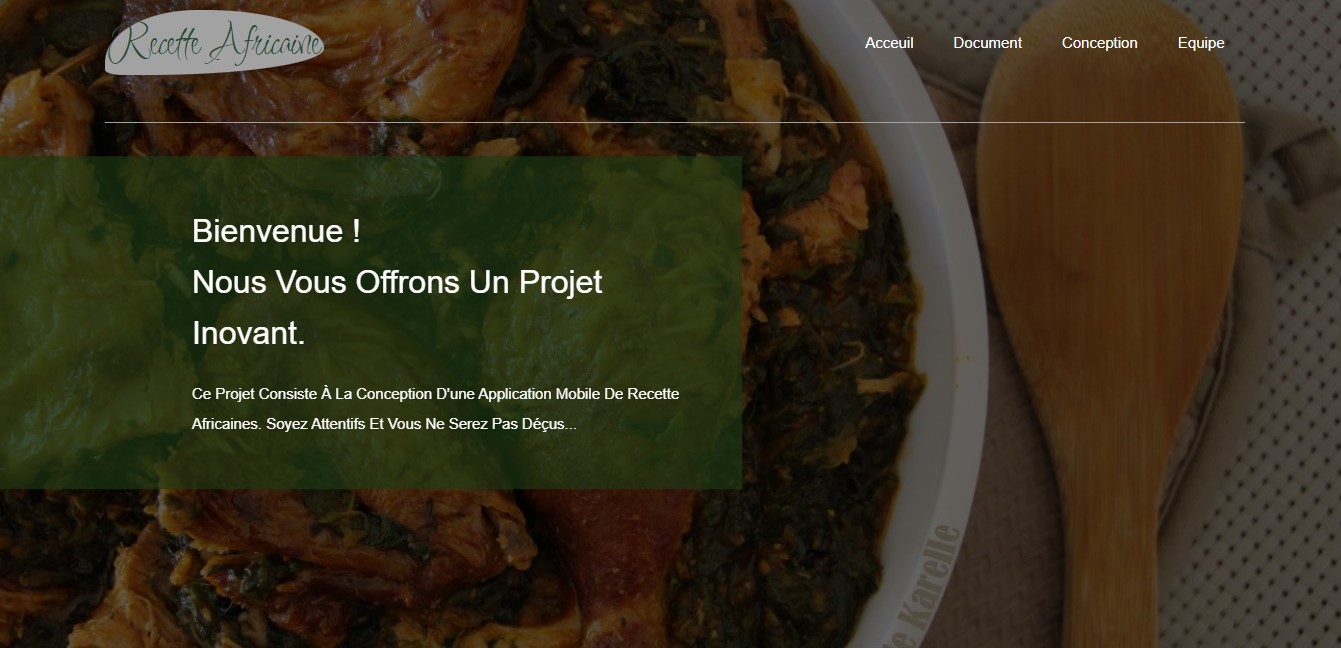 Recette Africaine
Acceuil Document Conception Equipe
Bienvenue !
Nous Vous Offrons Un Projet
Inovant.
Ce Projet Consiste À La Conception D'une Application Mobile De Recette
Africaines. Soyez Attentifs Et Vous Ne Serez Pas Déçus...
Karelle